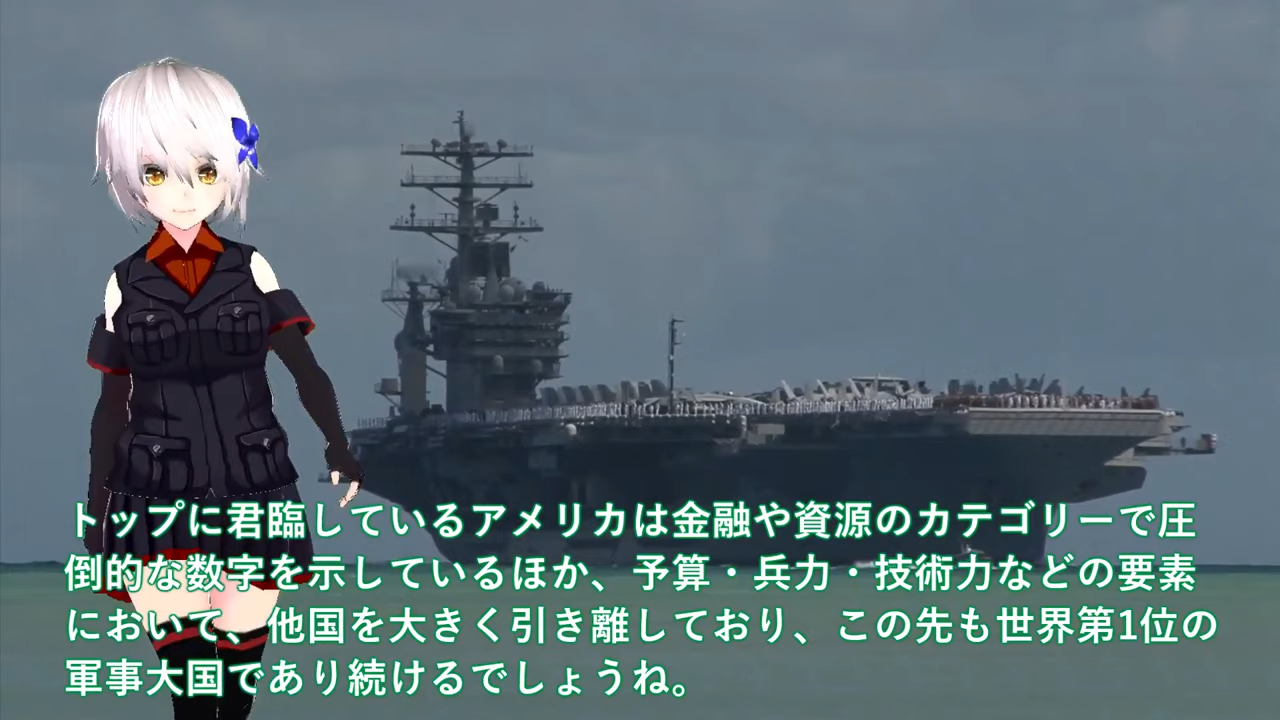 トップに君臨しているアメリカは金融や資源のカテゴリーで圧
倒的な数字を示しているほか、予算・兵力・技術力などの要素
において、他国を大きく引き離しており、この先も世界第1位の
軍事大国であり続けるでしょうね。